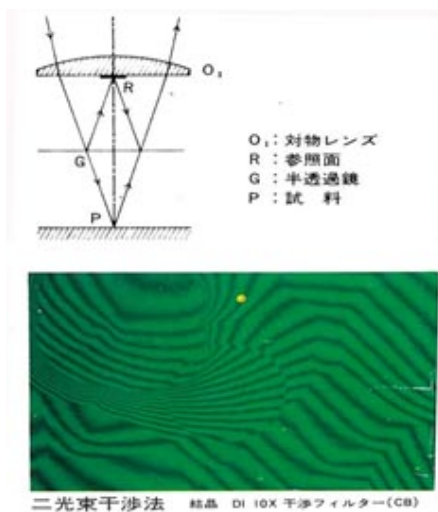 O₁
R
G
P
O₁:対物レンズ
R :参照面
G :半透過鏡
P :試 料
二光束干渉法 結晶 DI 10X 干渉フィルター(CB)